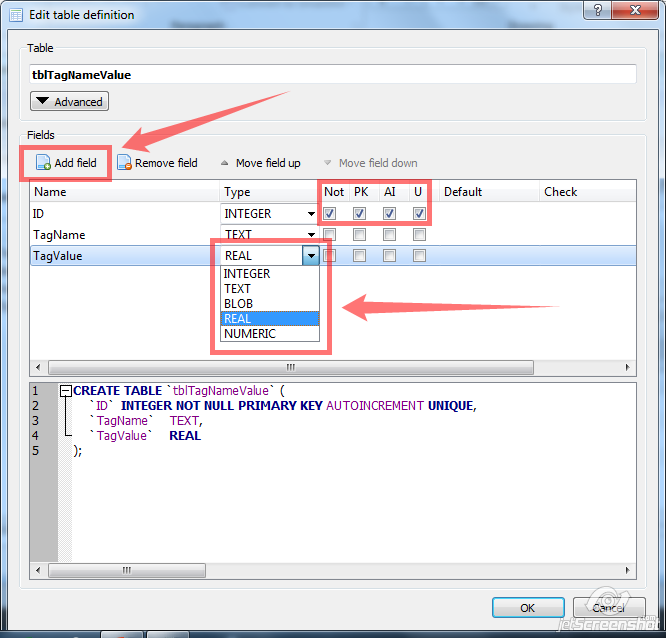 Edit table definition
?
Table
tblTagNameValue
Advanced
Fields
Add field Remove field Move field up Move field down
Name Type Not PK AI U Default Check
ID INTEGER
TagName TEXT
TagValue REAL
INTEGER
TEXT
BLOB
REAL
NUMERIC
1 CREATE TABLE `tblTagNameValue` (
2 `ID` INTEGER NOT NULL PRIMARY KEY AUTOINCREMENT UNIQUE,
3 `TagName` TEXT,
4 `TagValue` REAL
5 );
OK Cancel
jetScreenshot
.com